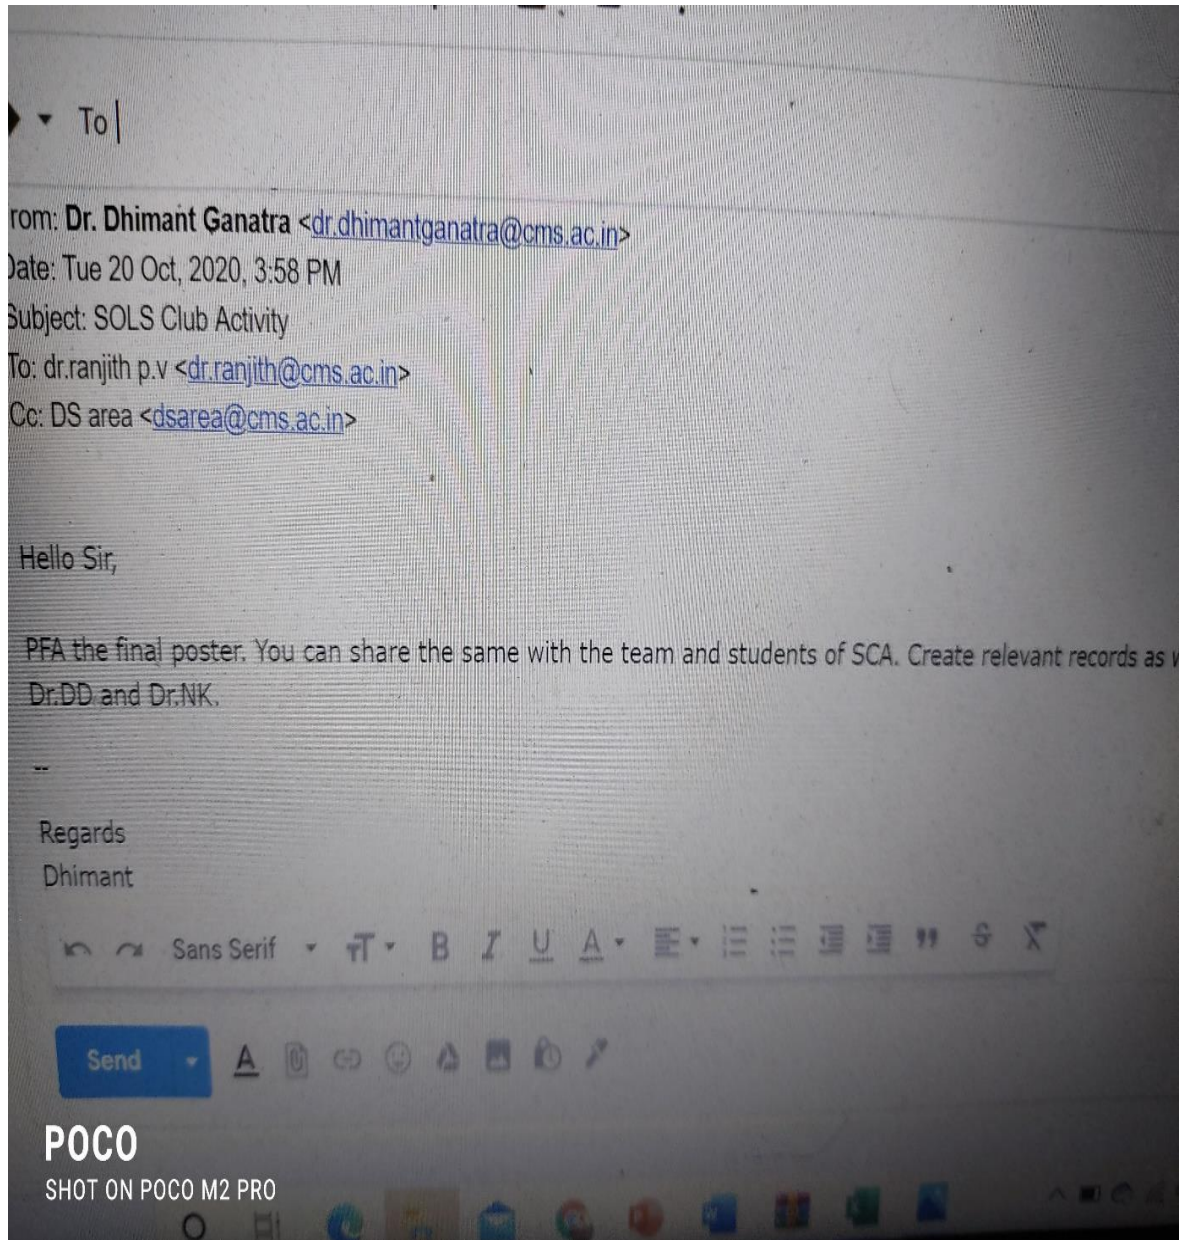 To
rom: Dr. Dhimant Ganatra <dr.dhimantganatra@cms.ac.in>
Date: Tue 20 Oct, 2020, 3:58 PM
Subject: SOLS Club Activity
To: dr.ranjith p.v <dr.ranjith@cms.ac.in>
Cc: DS area <dsarea@cms.ac.in>
Hello Sir,
PFA the final poster. You can share the same with the team and students of SCA. Create relevant records as
Dr.DD and Dr.NK.
--
Regards
Dhimant
Sans Serif
Send
POCO
SHOT ON POCO M2 PRO